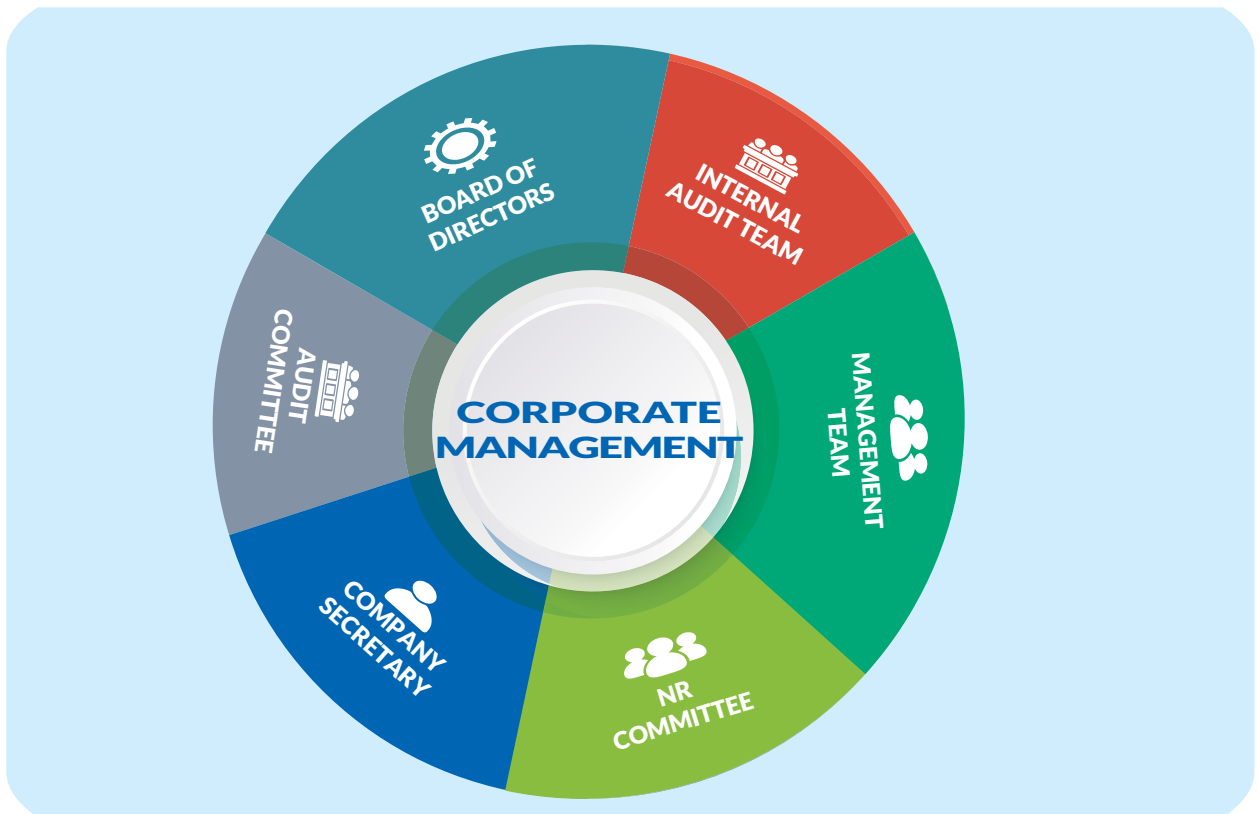 CORPORATE
MANAGEMENT
BOARD OF
DIRECTORS
INTERNAL
AUDIT TEAM
MANAGEMENT
TEAM
NR
COMMITTEE
COMPANY
SECRETARY
AUDIT
COMMITTEE